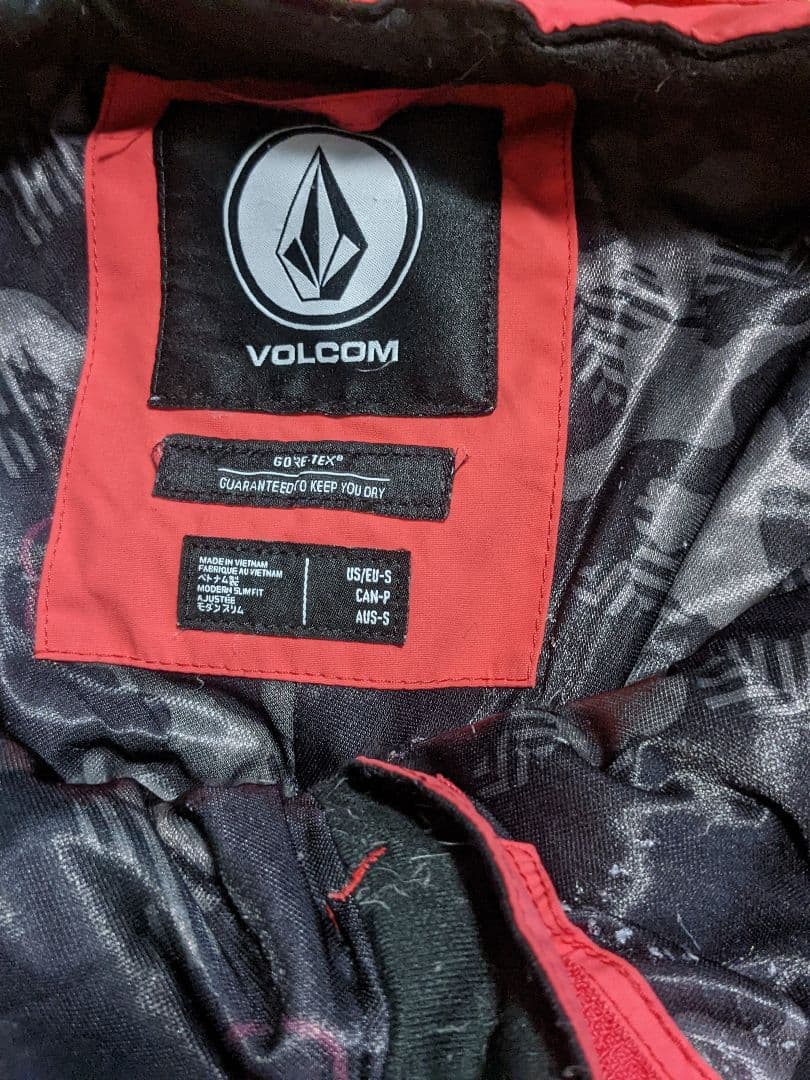 VOLCOM
GORE-TEX®
GUARANTEED TO KEEP YOU DRY
MADE IN VIETNAM
FABRIQUE AU VIETNAM
ベトナム製
MODERN SLIM FIT
AJUSTÉE
モダンスリム
US/EU-S
CAN-P
AUS-S